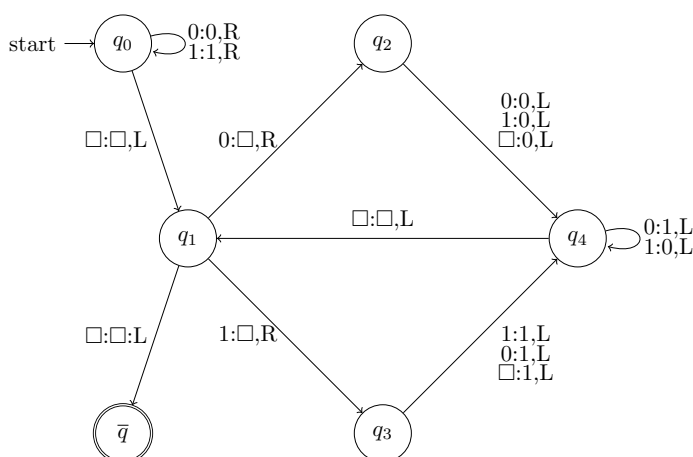 start
q0
0:0,R
1:1,R
q2
□:□,L
0:□,R
0:0,L
1:0,L
□:0,L
q1
□:□,L
q4
0:1,L
1:0,L
□:□:L
1:□,R
1:1,L
0:1,L
□:1,L
q̅
q3